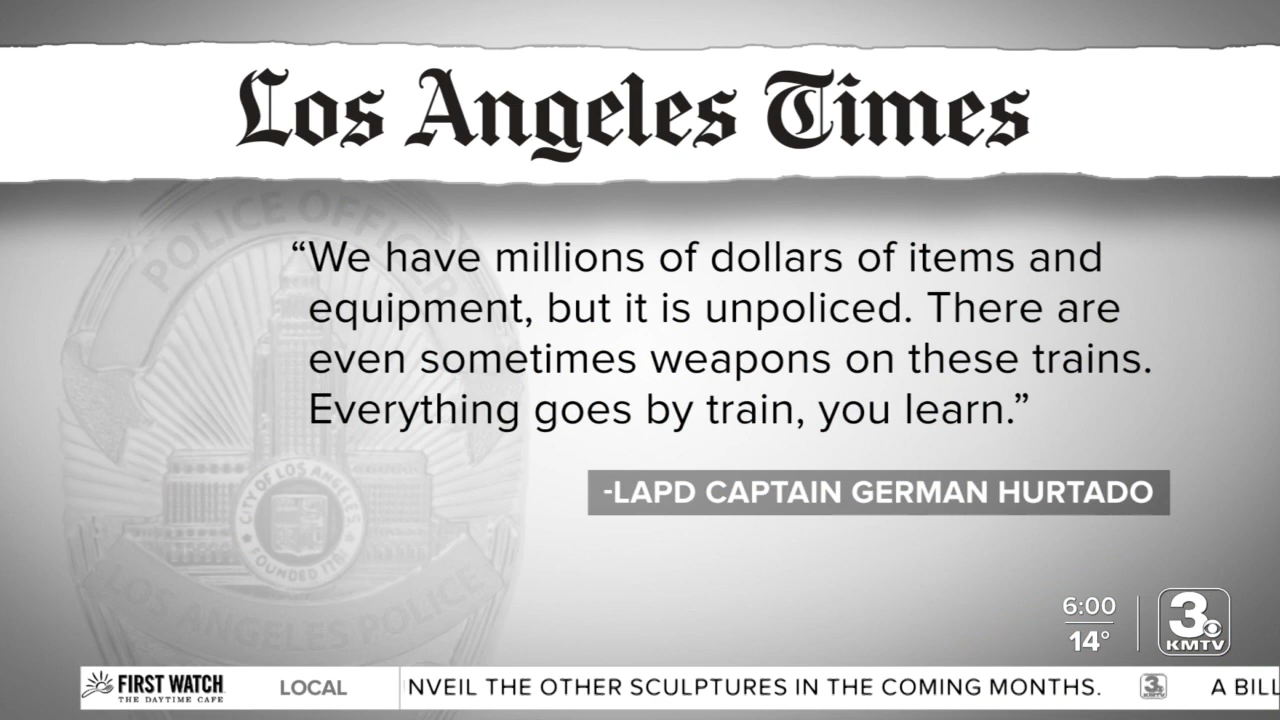 Los Angeles Times
POLICE OFFICER
“We have millions of dollars of items and
equipment, but it is unpoliced. There are
even sometimes weapons on these trains.
Everything goes by train, you learn.”
-LAPD CAPTAIN GERMAN HURTADO
CITY OF LOS ANGELES
FOUNDED 1781
LOS ANGELES POLICE
6:00
14°
3
KMTV
FIRST WATCH
THE DAYTIME CAFE
LOCAL
NVEIL THE OTHER SCULPTURES IN THE COMING MONTHS.
3
A BILL